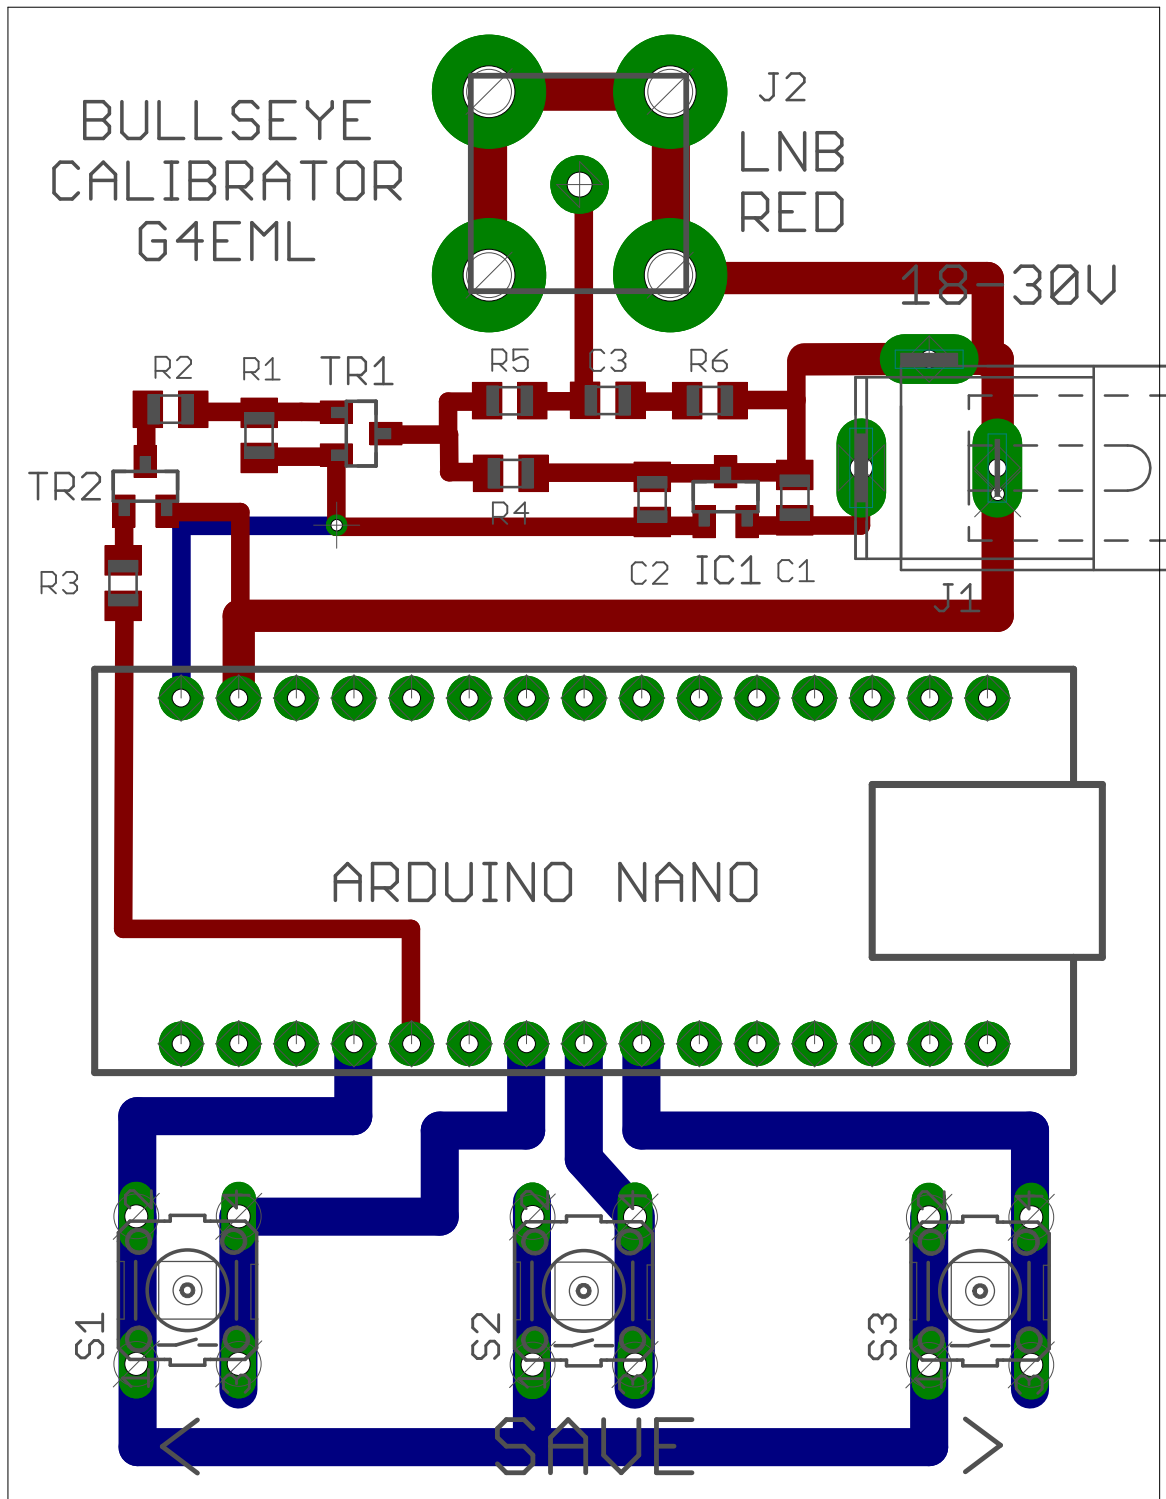 BULLSEYE
CALIBRATOR
G4EML
J2
LNB
RED
18-30V
R2
R1
TR1
R5
C3
R6
TR2
R4
R3
C2
IC1
C1
J1
ARDUINO NANO
S1
S2
S3
< SAVE >